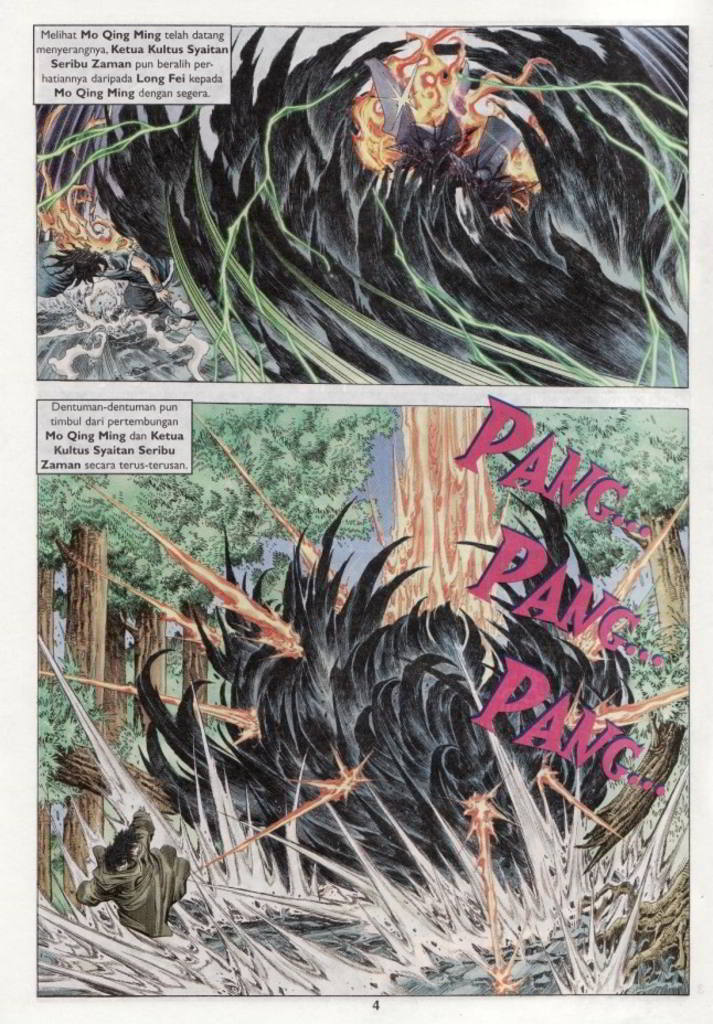 Melihat Mo Qing Ming telah datang
menyerangnya, Ketua Kultus Syaitan
Seribu Zaman pun beralih per-
hatiannya daripada Long Fei kepada
Mo Qing Ming dengan segera.
Dentuman-dentuman pun
timbul dari pertembungan
Mo Qing Ming dan Ketua
Kultus Syaitan Seribu
Zaman secara terus-terusan.
PANG...
PANG...
PANG...
4